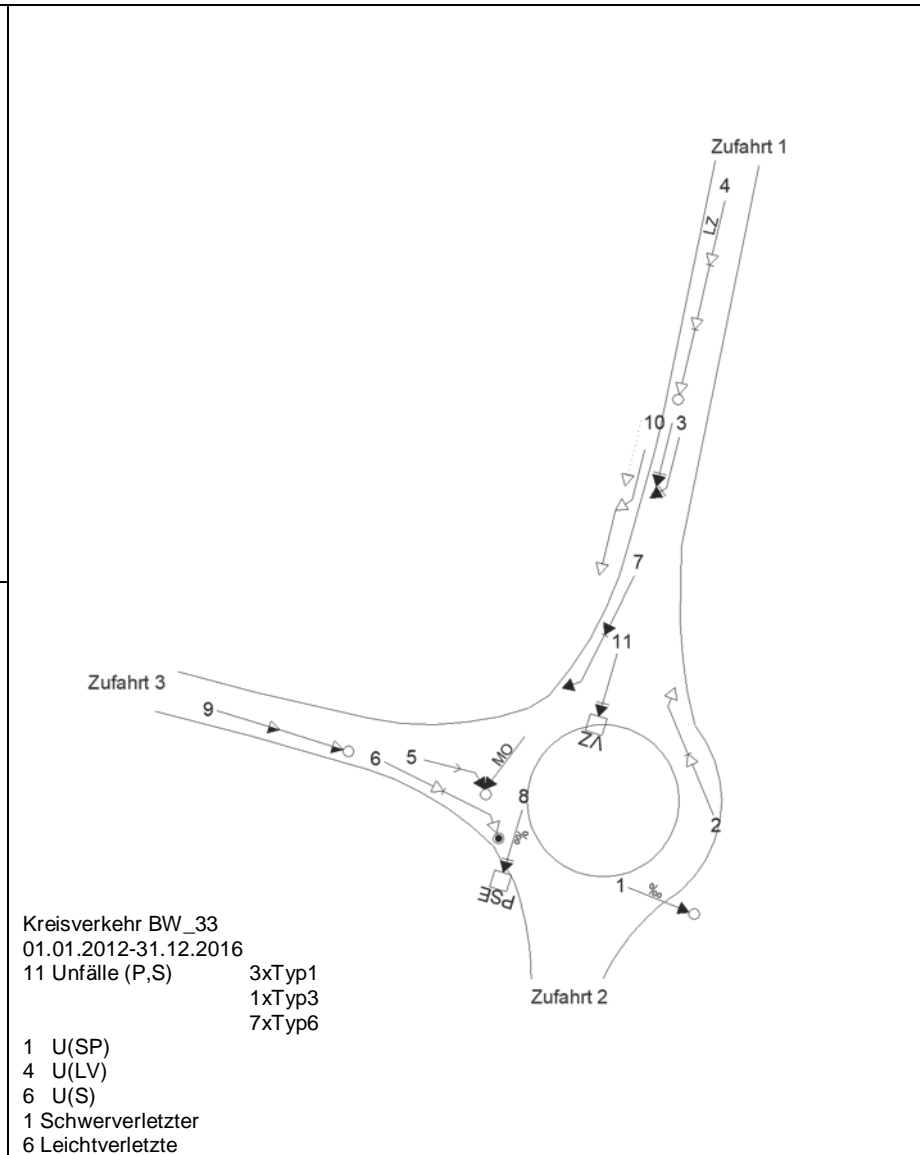 Zufahrt 1
4
LZ
10
3
7
11
Zufahrt 3
9
VZ
6
5
MO
8
‰
2
PSE
1
‰
Kreisverkehr BW_33
01.01.2012-31.12.2016
11 Unfälle (P,S) 3xTyp1
1xTyp3
7xTyp6
Zufahrt 2
1 U(SP)
4 U(LV)
6 U(S)
1 Schwerverletzter
6 Leichtverletzte